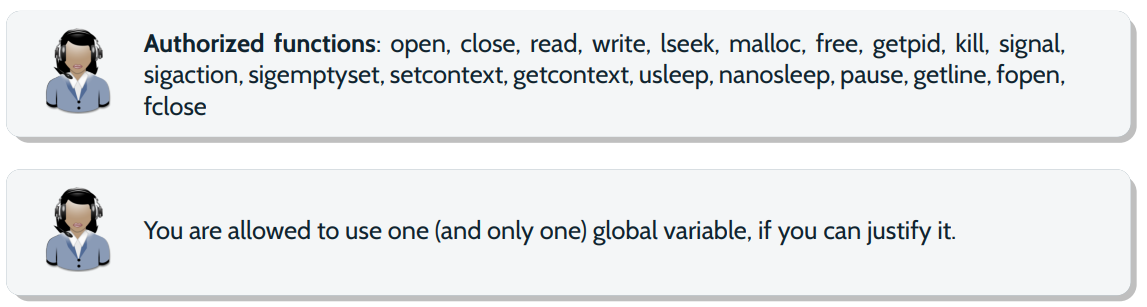 Authorized functions: open, close, read, write, lseek, malloc, free, getpid, kill, signal,
sigaction, sigemptyset, setcontext, getcontext, usleep, nanosleep, pause, getline, fopen,
fclose
You are allowed to use one (and only one) global variable, if you can justify it.